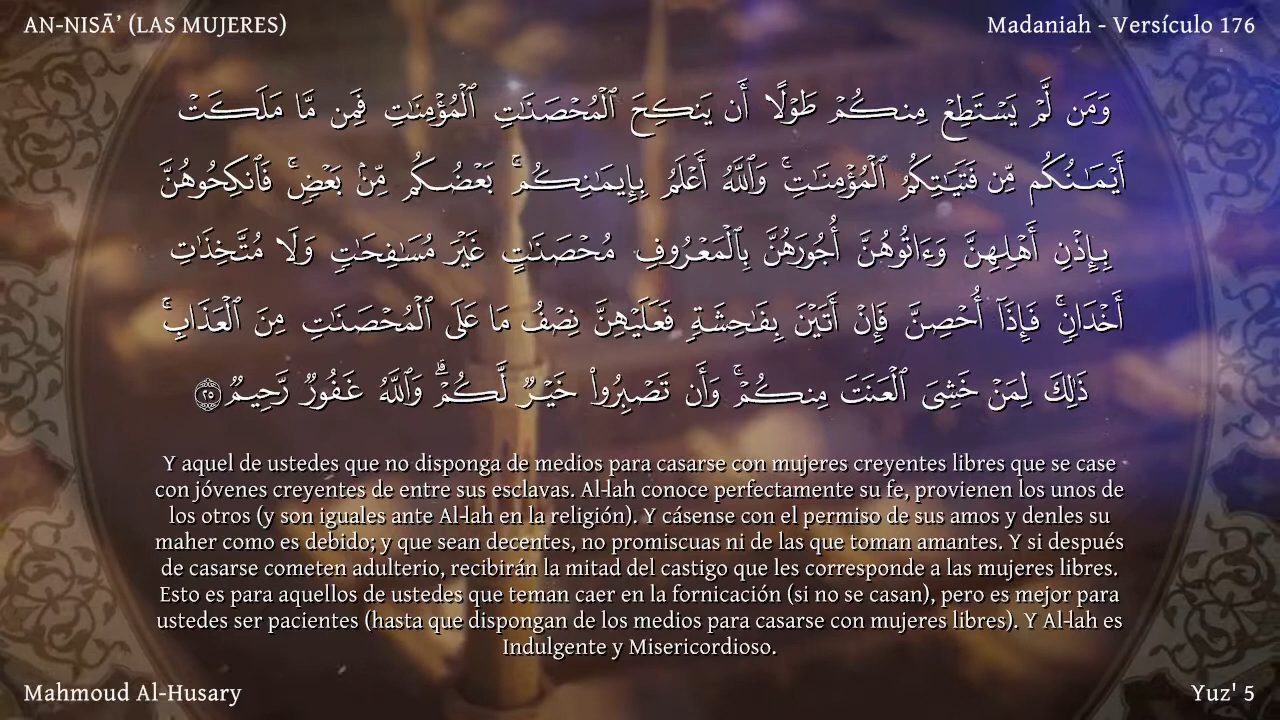 AN-NISĀ’ (LAS MUJERES)
Madaniah - Versículo 176
وَمَن لَّمْ يَسْتَطِعْ مِنكُمْ طَوْلًا أَن يَنكِحَ ٱلْمُحْصَنَـٰتِ ٱلْمُؤْمِنَـٰتِ فَمِن مَّا مَلَكَتْ
أَيْمَـٰنُكُم مِّن فَتَيَـٰتِكُمُ ٱلْمُؤْمِنَـٰتِ ۚ وَٱللَّهُ أَعْلَمُ بِإِيمَـٰنِكُم ۚ بَعْضُكُم مِّنۢ بَعْضٍ ۚ فَٱنكِحُوهُنَّ
بِإِذْنِ أَهْلِهِنَّ وَءَاتُوهُنَّ أُجُورَهُنَّ بِٱلْمَعْرُوفِ مُحْصَنَـٰتٍ غَيْرَ مُسَـٰفِحَـٰتٍ وَلَا مُتَّخِذَٰتِ
أَخْدَانٍ ۚ فَإِذَآ أُحْصِنَّ فَإِنْ أَتَيْنَ بِفَـٰحِشَةٍ فَعَلَيْهِنَّ نِصْفُ مَا عَلَى ٱلْمُحْصَنَـٰتِ مِنَ ٱلْعَذَابِ ۚ
ذَٰلِكَ لِمَنْ خَشِىَ ٱلْعَنَتَ مِنكُمْ ۚ وَأَن تَصْبِرُوا۟ خَيْرٌ لَّكُمْ ۗ وَٱللَّهُ غَفُورٌ رَّحِيمٌ ٢٥
Y aquel de ustedes que no disponga de medios para casarse con mujeres creyentes libres que se case
con jóvenes creyentes de entre sus esclavas. Al-lah conoce perfectamente su fe, provienen los unos de
los otros (y son iguales ante Al-lah en la religión). Y cásense con el permiso de sus amos y denles su
maher como es debido; y que sean decentes, no promiscuas ni de las que toman amantes. Y si después
de casarse cometen adulterio, recibirán la mitad del castigo que les corresponde a las mujeres libres.
Esto es para aquellos de ustedes que teman caer en la fornicación (si no se casan), pero es mejor para
ustedes ser pacientes (hasta que dispongan de los medios para casarse con mujeres libres). Y Al-lah es
Indulgente y Misericordioso.
Mahmoud Al-Husary
Yuz' 5